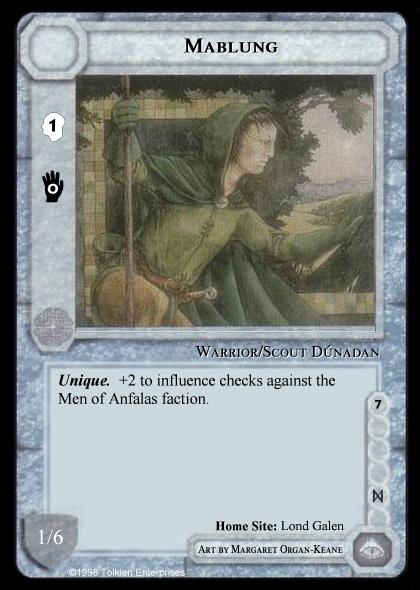 MABLUNG
1
WARRIOR/SCOUT DÚNADAN
Unique. +2 to influence checks against the
Men of Anfalas faction.
7
ᛞ
Home Site: Lond Galen
1/6
ART BY MARGARET ORGAN-KEANE
©1998 Tolkien Enterprises